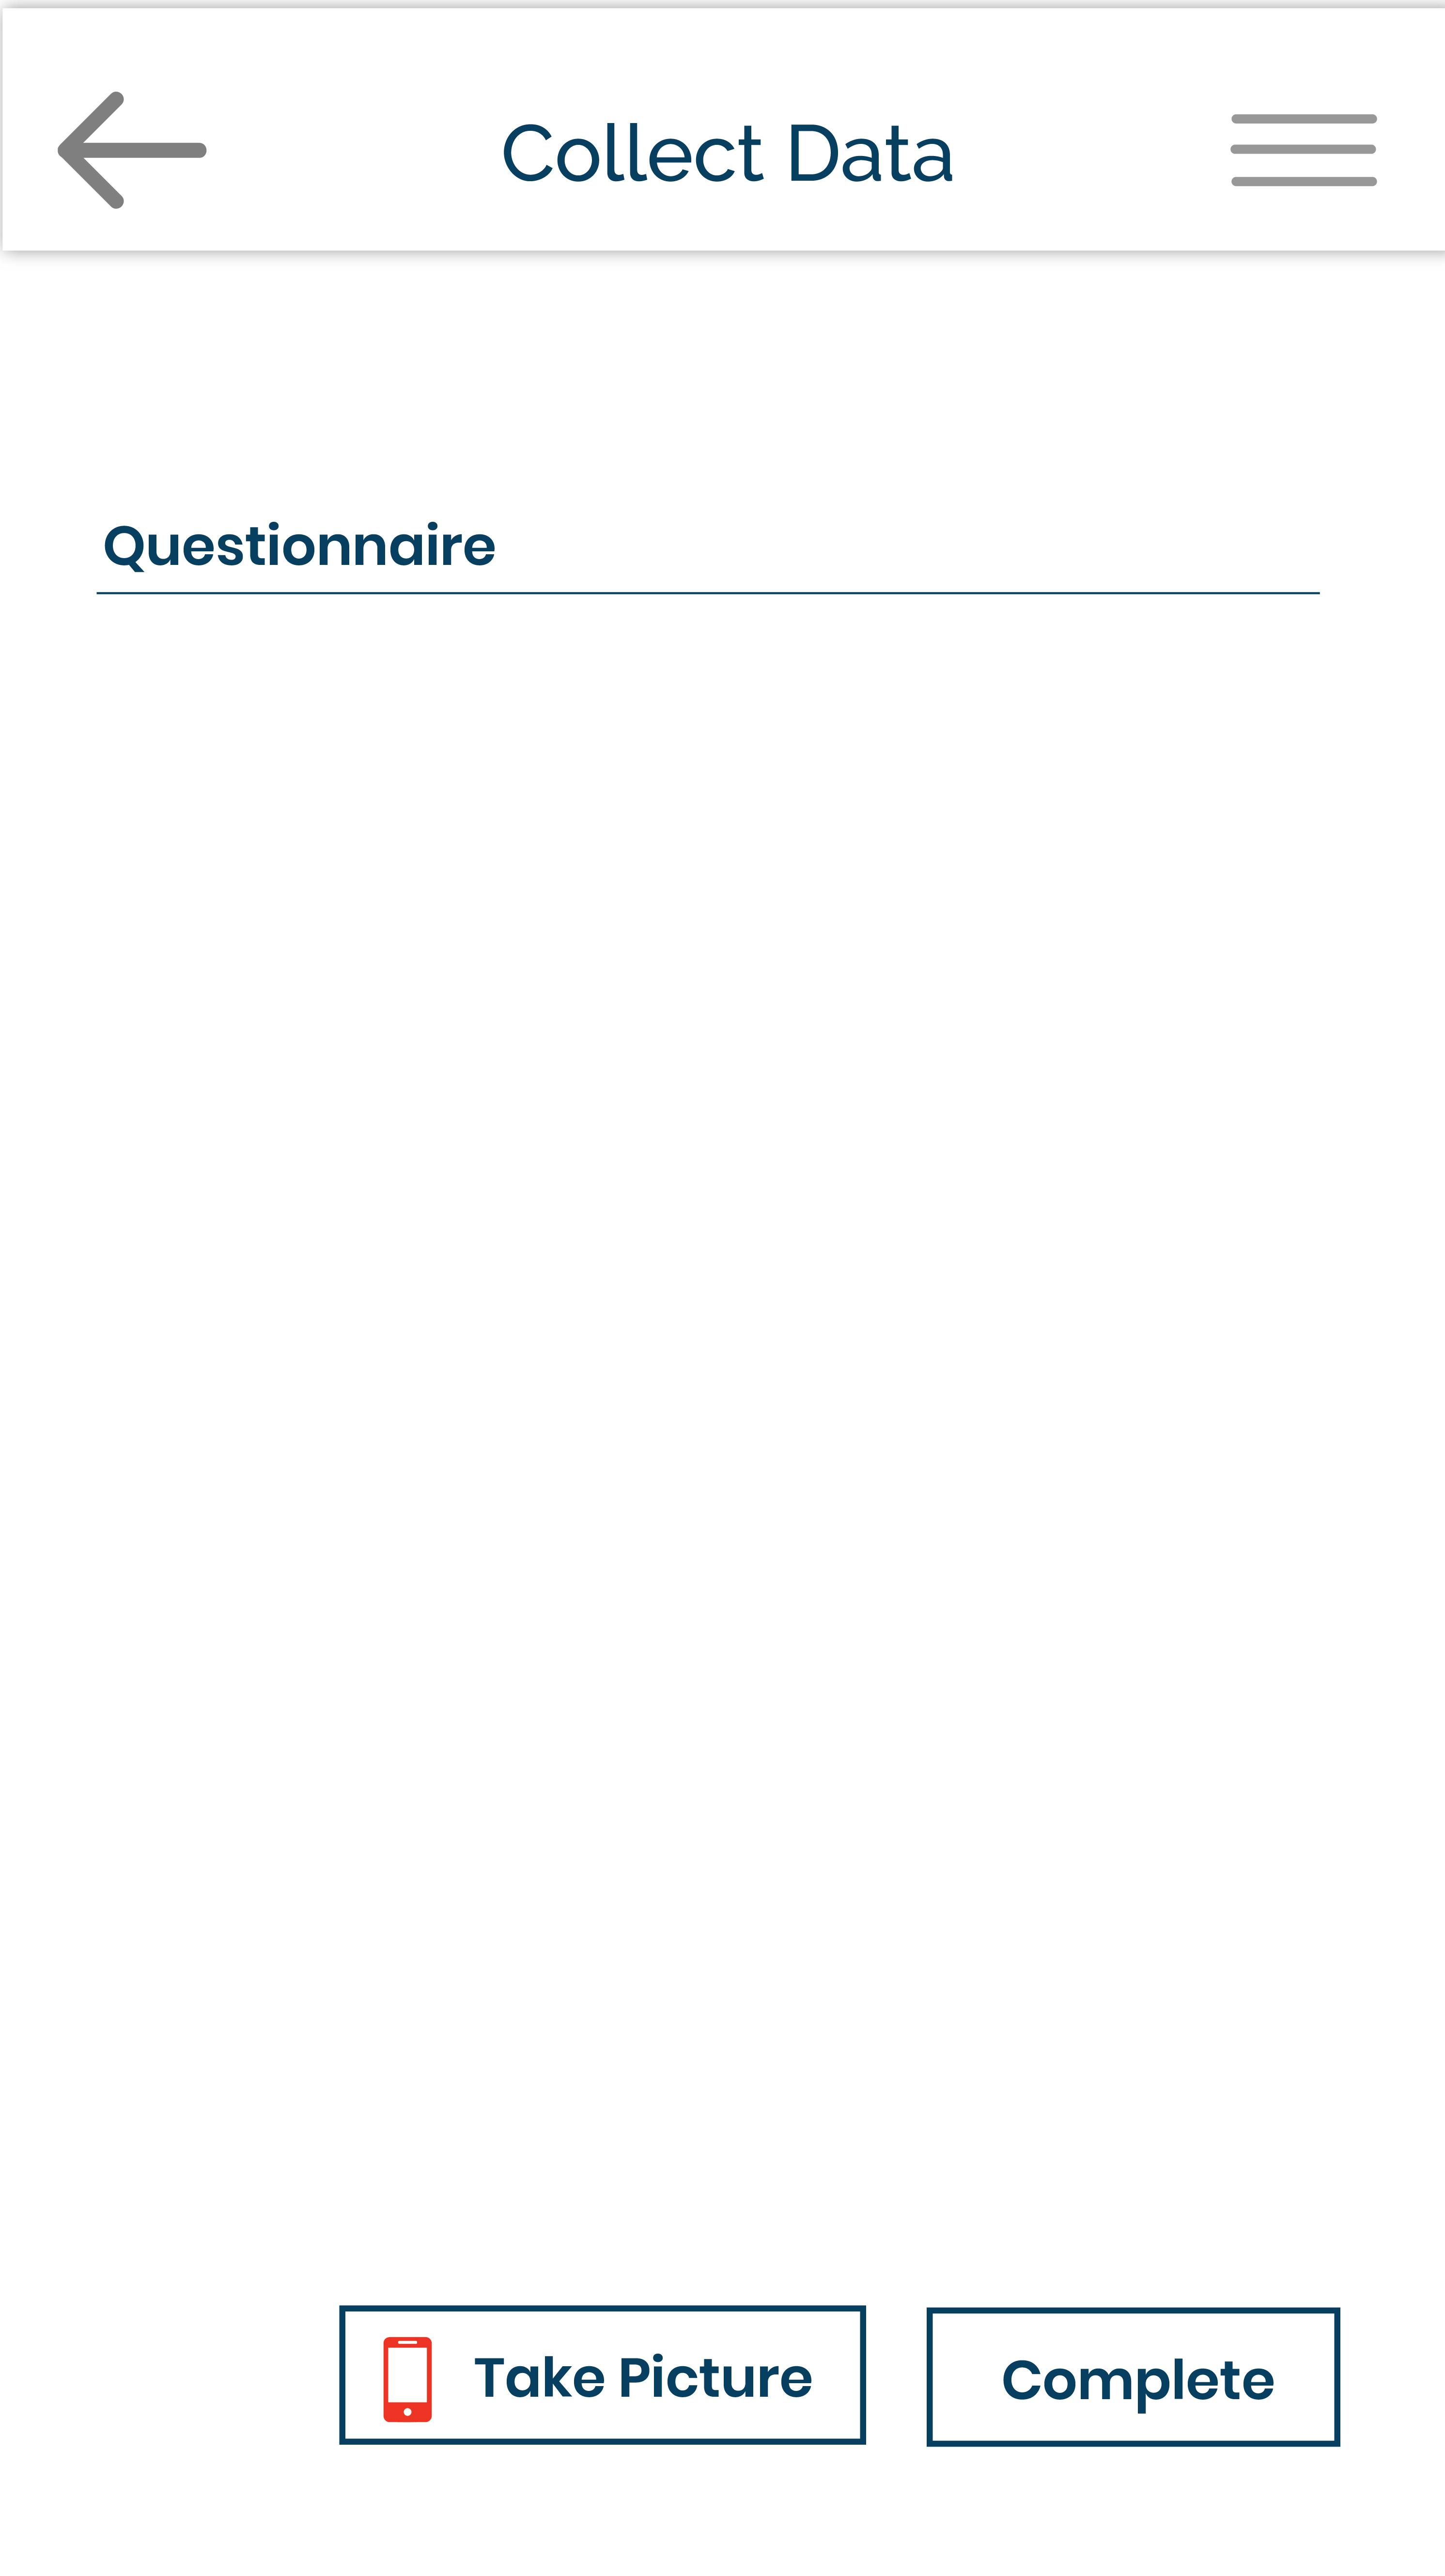 Collect Data
Questionnaire
Take Picture
Complete